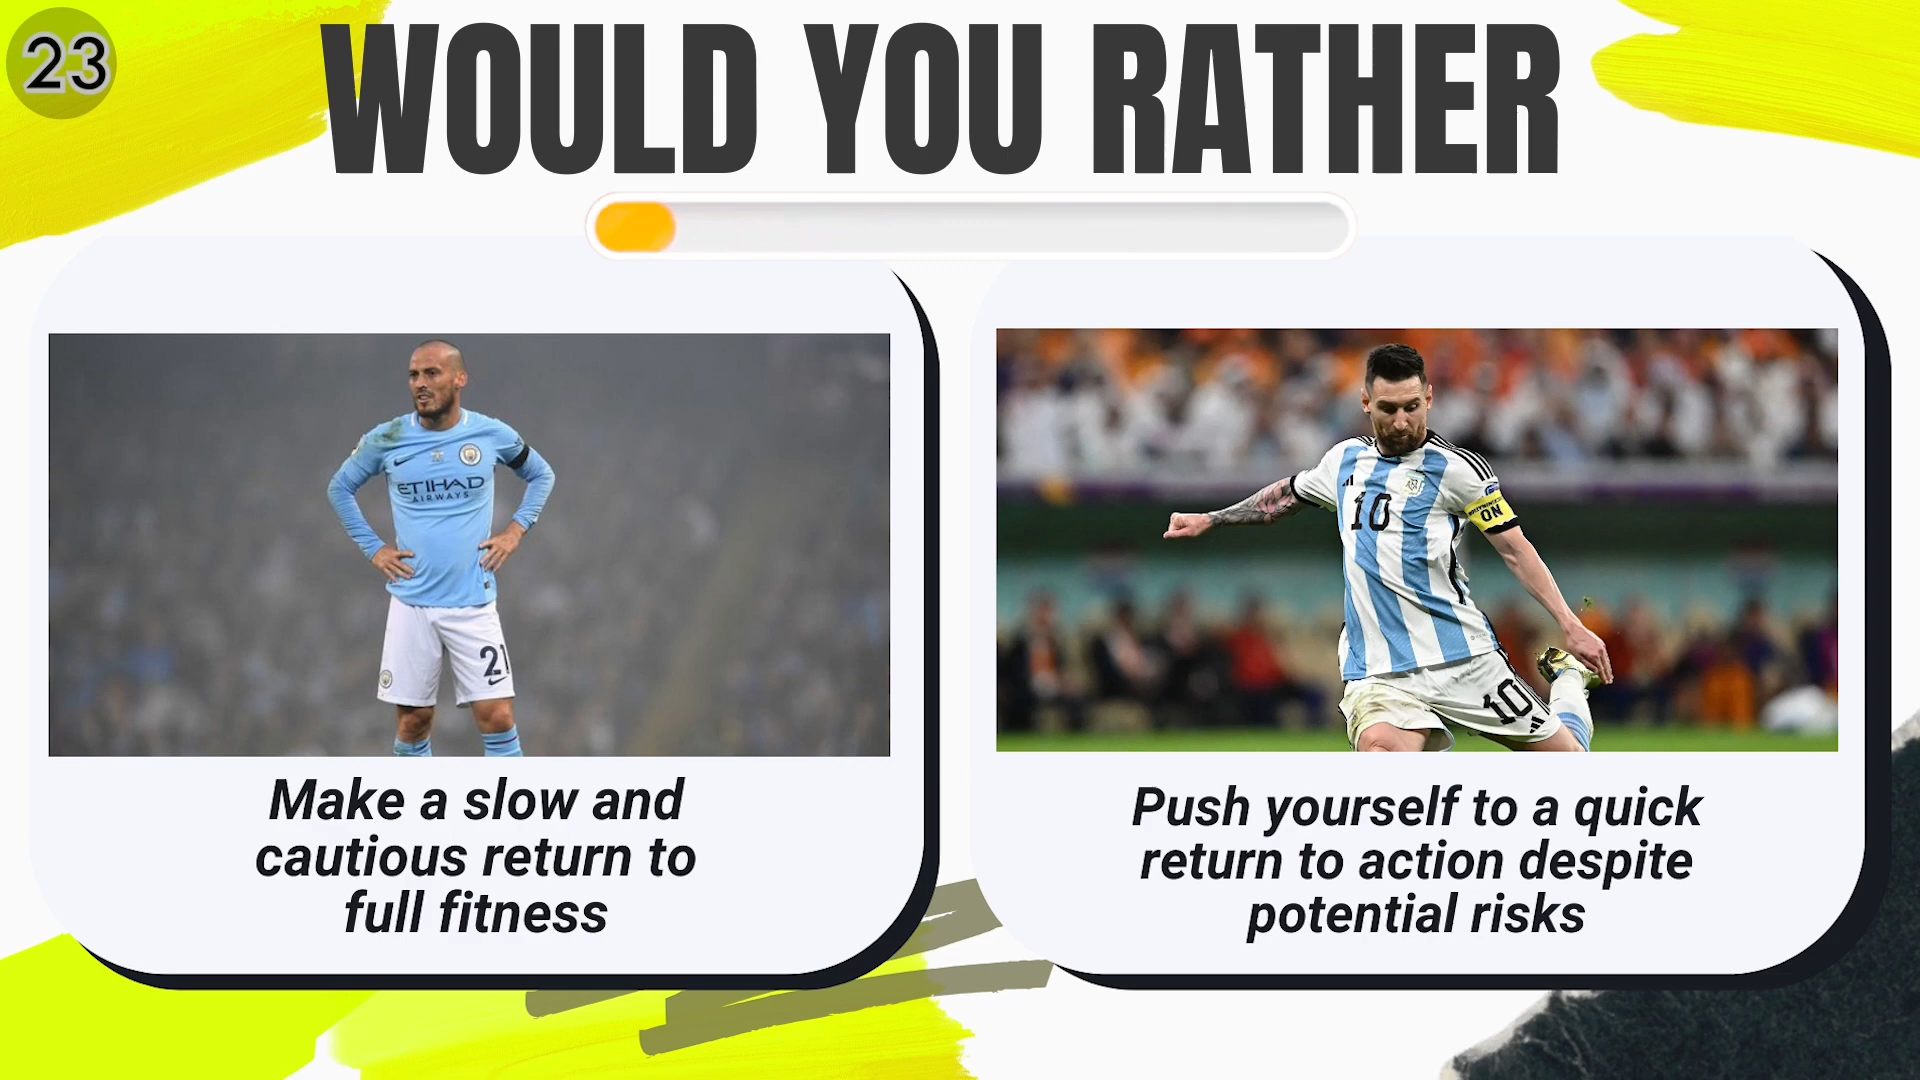 23
WOULD YOU RATHER
ETIHAD
AIRWAYS
21
10
ON
10
Make a slow and
cautious return to
full fitness
Push yourself to a quick
return to action despite
potential risks